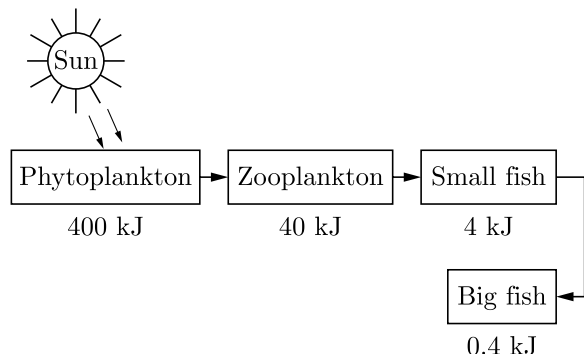 Sun
Phytoplankton
Zooplankton
Small fish
400 kJ
40 kJ
4 kJ
Big fish
0.4 kJ